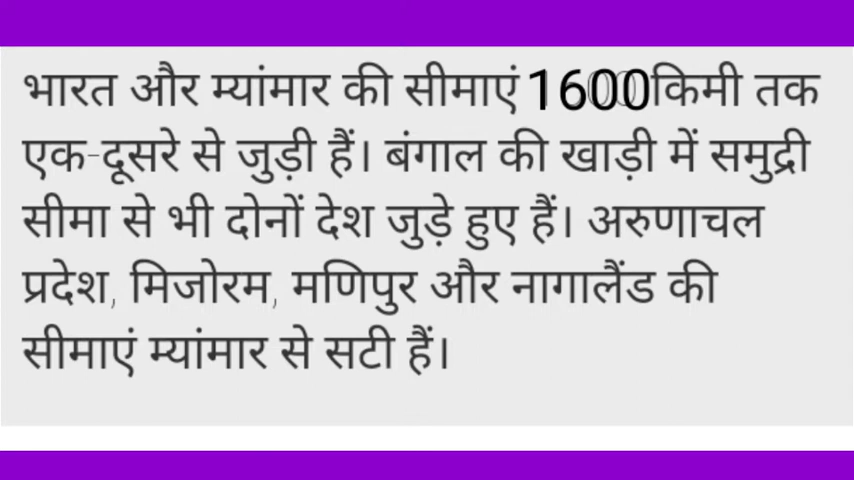 भारत और म्यांमार की सीमाएं 1600 किमी तक
एक-दूसरे से जुड़ी हैं। बंगाल की खाड़ी में समुद्री
सीमा से भी दोनों देश जुड़े हुए हैं। अरुणाचल
प्रदेश, मिजोरम, मणिपुर और नागालैंड की
सीमाएं म्यांमार से सटी हैं।